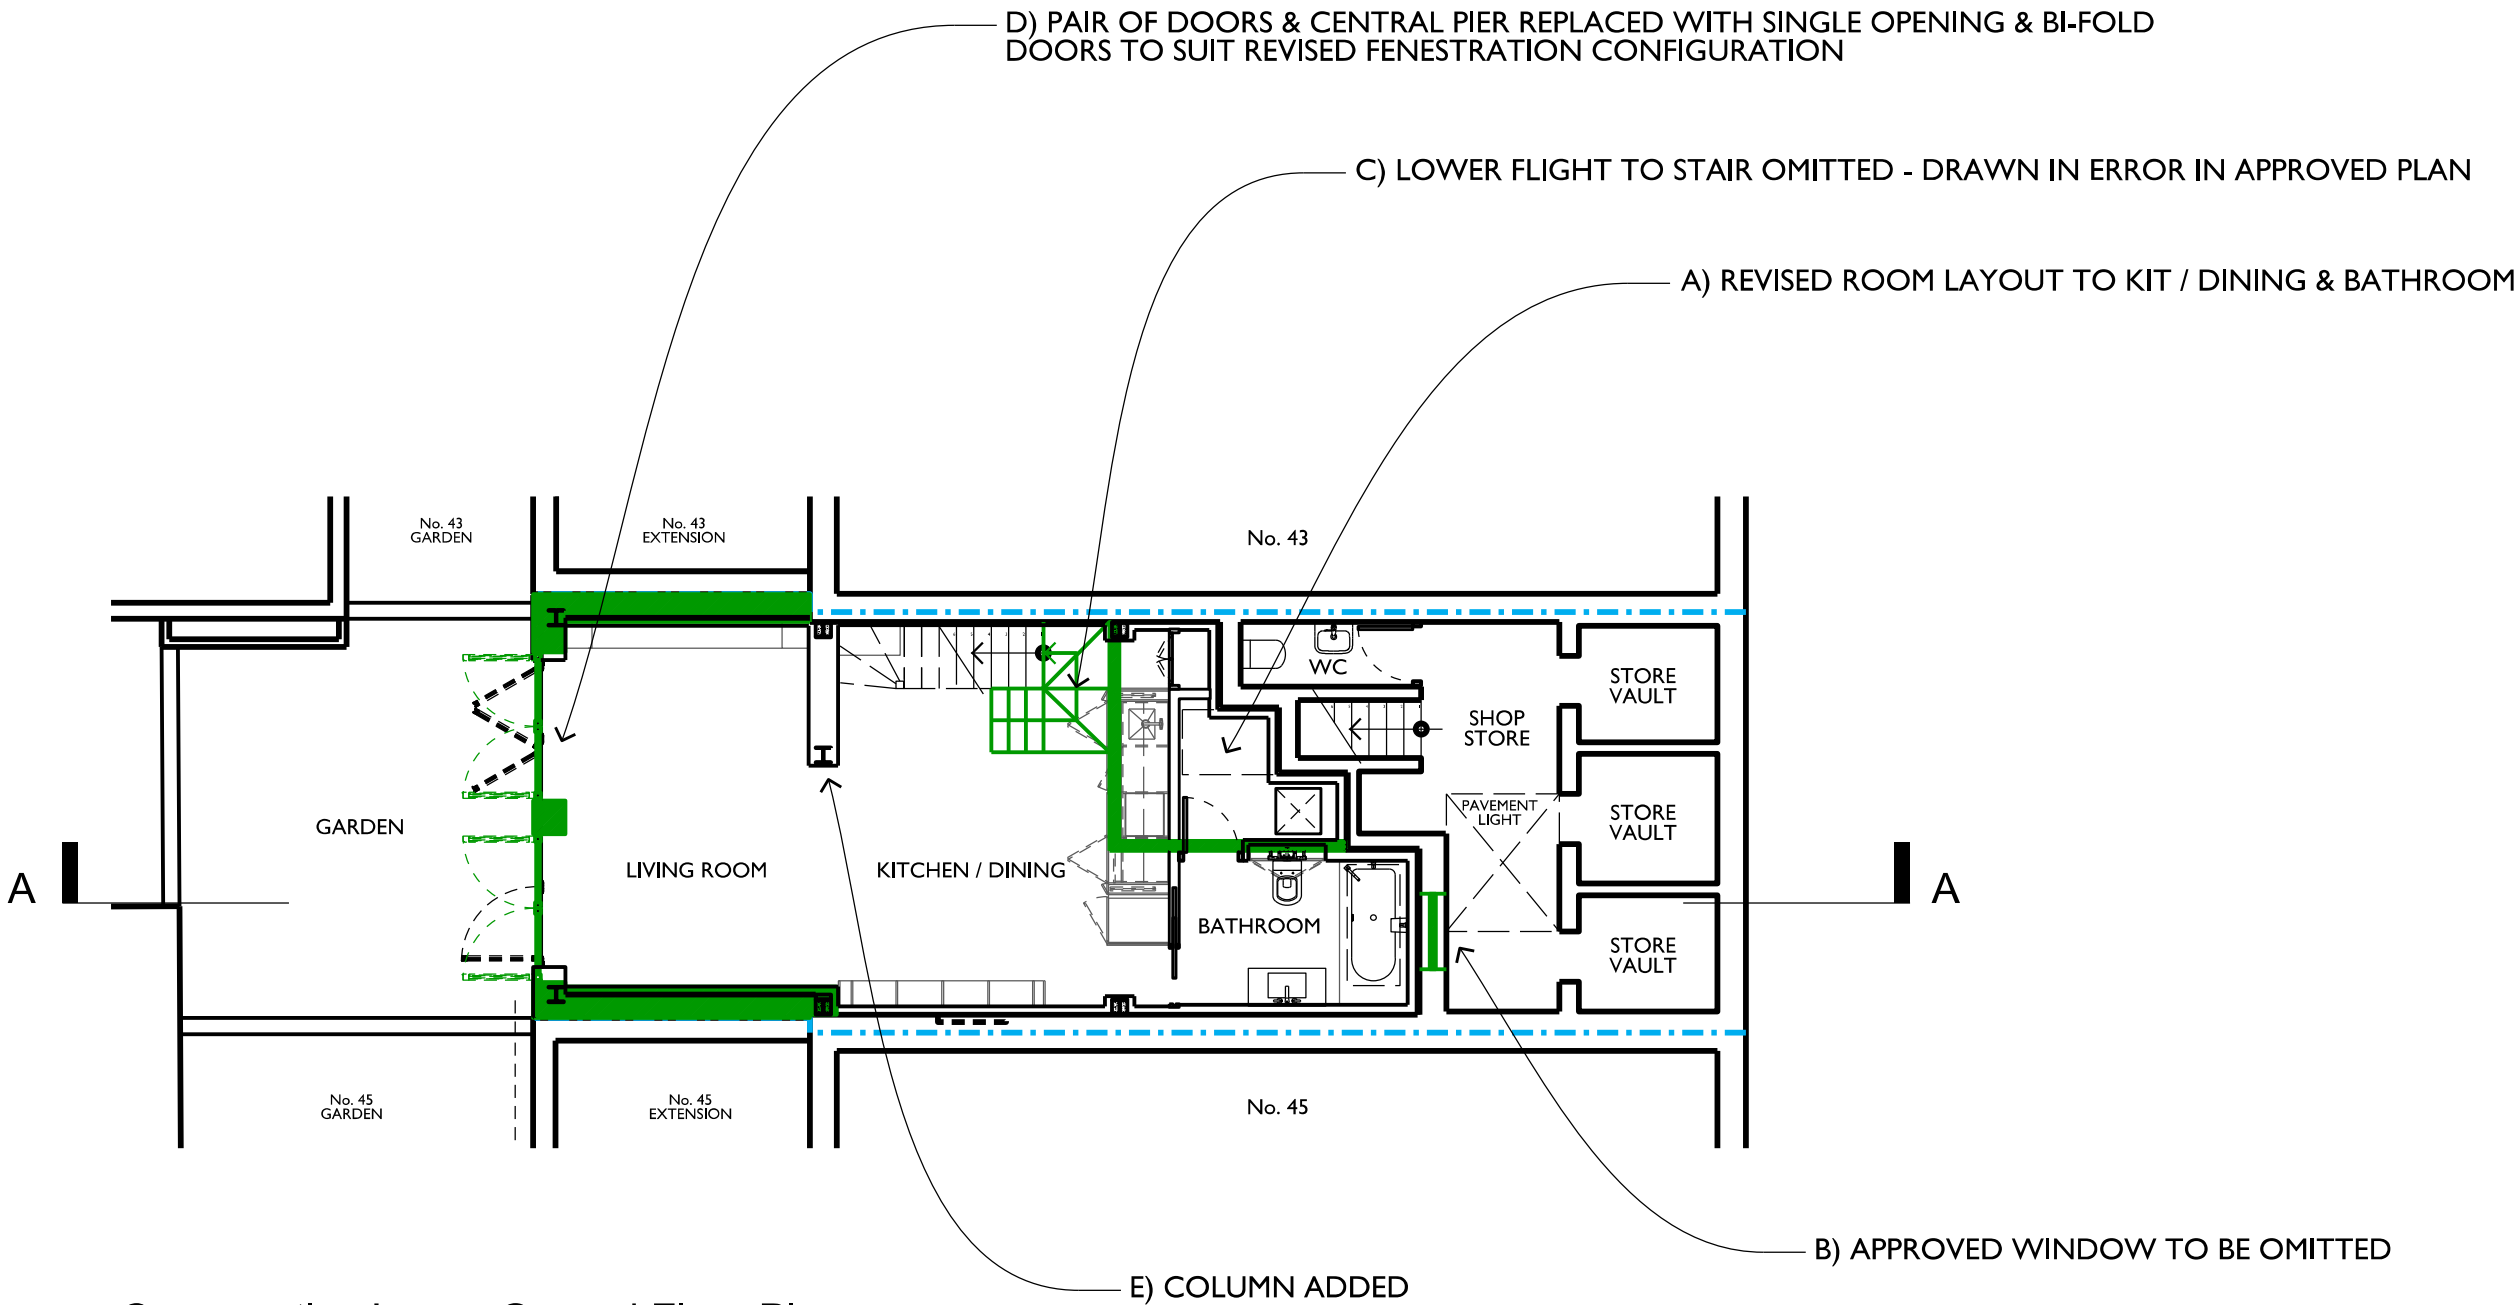 D) PAIR OF DOORS & CENTRAL PIER REPLACED WITH SINGLE OPENING & BI-FOLD
DOORS TO SUIT REVISED FENESTRATION CONFIGURATION
C) LOWER FLIGHT TO STAIR OMITTED - DRAWN IN ERROR IN APPROVED PLAN
A) REVISED ROOM LAYOUT TO KIT / DINING & BATHROOM
No. 43
GARDEN
No. 43
EXTENSION
No. 43
WC
STORE
VAULT
SHOP
STORE
PAVEMENT
LIGHT
STORE
VAULT
GARDEN
LIVING ROOM
KITCHEN / DINING
BATHROOM
STORE
VAULT
A
A
No. 45
GARDEN
No. 45
EXTENSION
No. 45
B) APPROVED WINDOW TO BE OMITTED
E) COLUMN ADDED